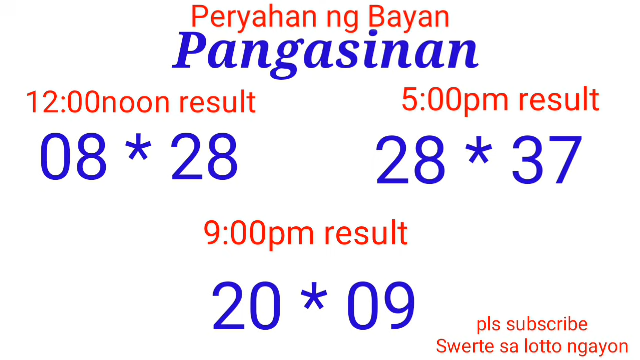 Peryahan ng Bayan
Pangasinan
12:00noon result
08 * 28
5:00pm result
28 * 37
9:00pm result
20 * 09
pls subscribe
Swerte sa lotto ngayon